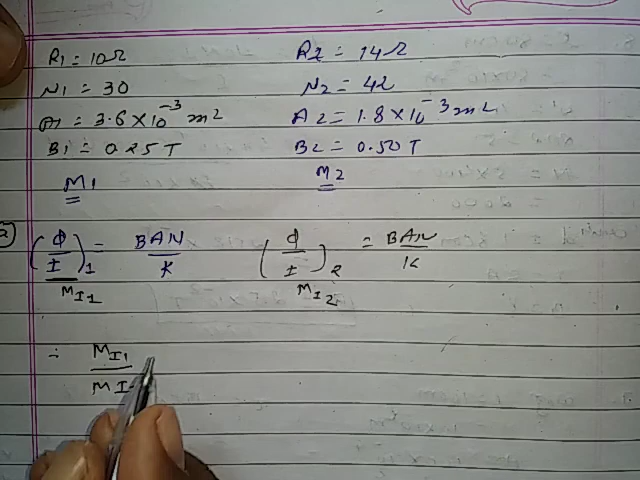 R1 = 10Ω R2 = 14Ω
N1 = 30 N2 = 42
A1 = 3.6 × 10⁻³ m² A2 = 1.8 × 10⁻³ m²
B1 = 0.25 T B2 = 0.50 T
M1 M2
(Φ/I)1 = BAN/K (Φ/I)2 = BAN/K
MI1 MI2
MI1
MI